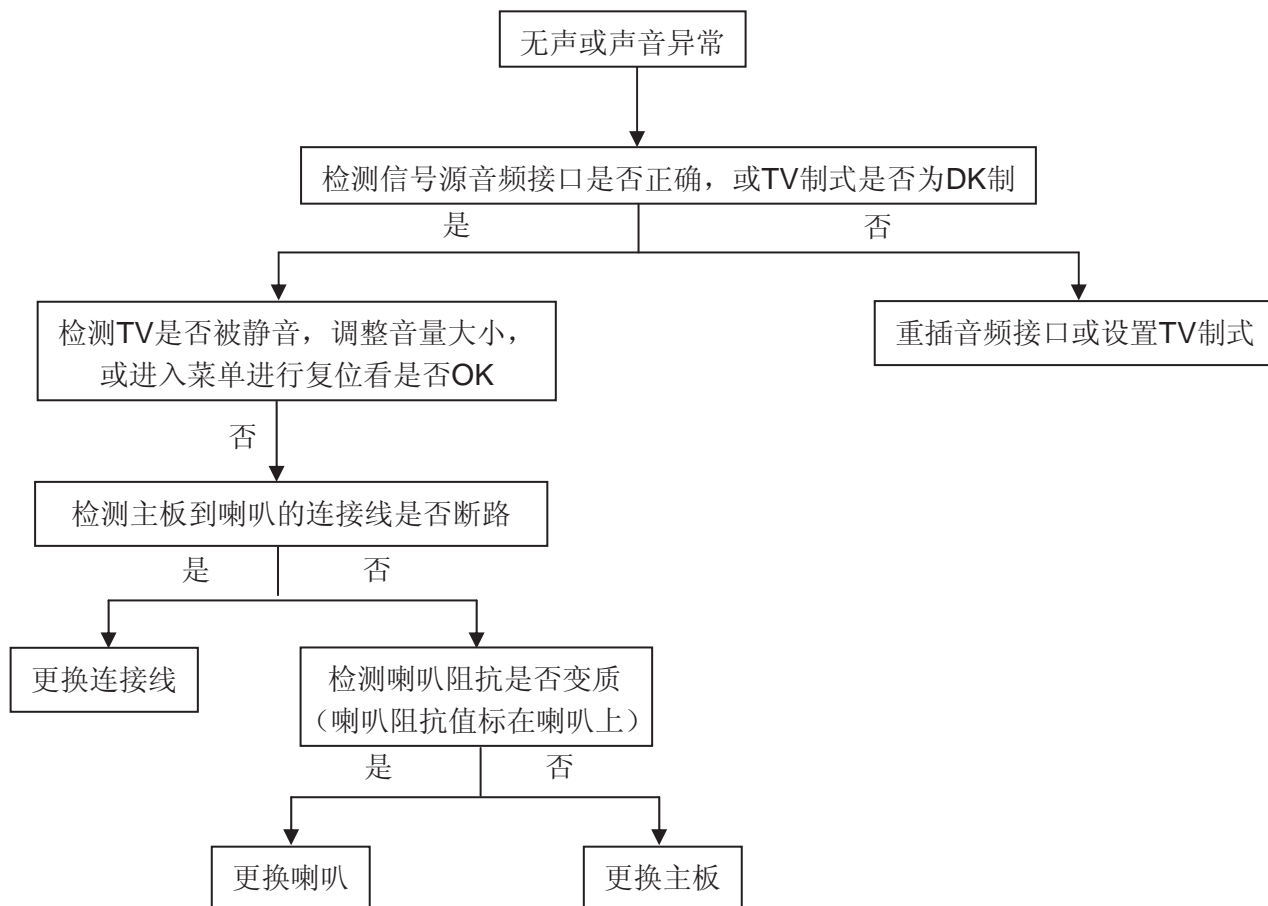 无声或声音异常
检测信号源音频接口是否正确，或TV制式是否为DK制
是
否
检测TV是否被静音，调整音量大小，
或进入菜单进行复位看是否OK
重插音频接口或设置TV制式
否
检测主板到喇叭的连接线是否断路
是
否
更换连接线
检测喇叭阻抗是否变质
（喇叭阻抗值标在喇叭上）
是
否
更换喇叭
更换主板